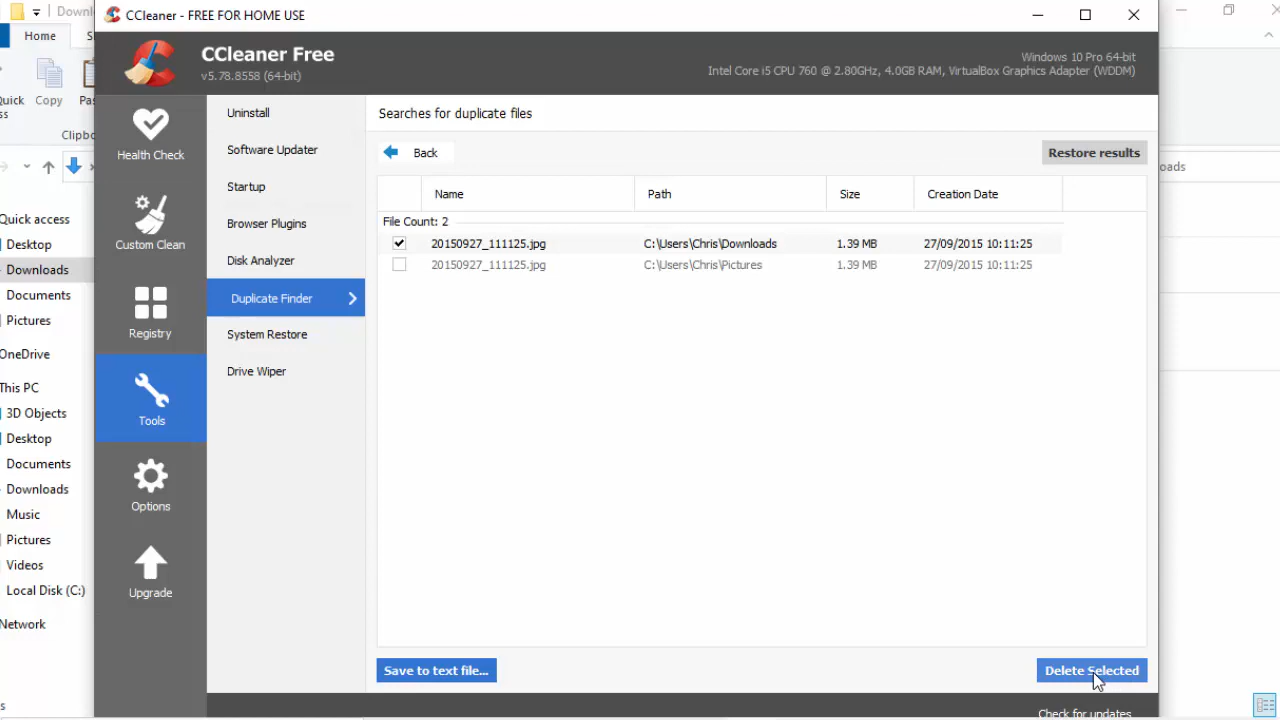 Downl
CCleaner - FREE FOR HOME USE
Home
CCleaner Free
v5.78.8558 (64-bit)
Windows 10 Pro 64-bit
Intel Core i5 CPU 760 @ 2.80GHz, 4.0GB RAM, VirtualBox Graphics Adapter (WDDM)
Copy
Clipbo
Quick access
Desktop
Downloads
Documents
Pictures
OneDrive
This PC
3D Objects
Desktop
Documents
Downloads
Music
Pictures
Videos
Local Disk (C:)
Network
Health Check
Custom Clean
Registry
Tools
Options
Upgrade
Uninstall
Software Updater
Startup
Browser Plugins
Disk Analyzer
Duplicate Finder
System Restore
Drive Wiper
Searches for duplicate files
Back
Restore results
Name Path Size Creation Date
File Count: 2
20150927_111125.jpg C:\Users\Chris\Downloads 1.39 MB 27/09/2015 10:11:25
20150927_111125.jpg C:\Users\Chris\Pictures 1.39 MB 27/09/2015 10:11:25
Save to text file...
Delete Selected
Check for updates
oads